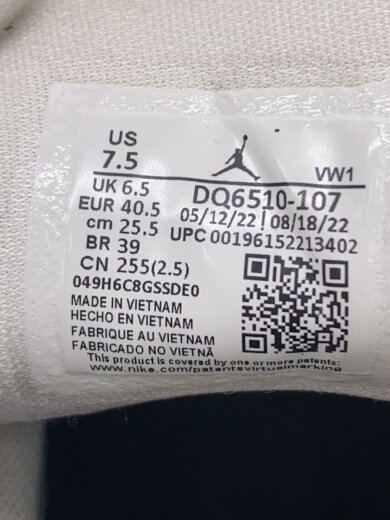 US
7.5
VW1
UK 6.5
DQ6510-107
EUR 40.5
05/12/22 08/18/22
cm 25.5
UPC 00196152213402
BR 39
CN 255(2.5)
049H6C8GSSDE0
MADE IN VIETNAM
HECHO EN VIETNAM
FABRIQUE AU VIETNAM
FABRICADO NO VIETNÃ
This product is covered by one or more patents:
www.nike.com/patentsvirtualmarking